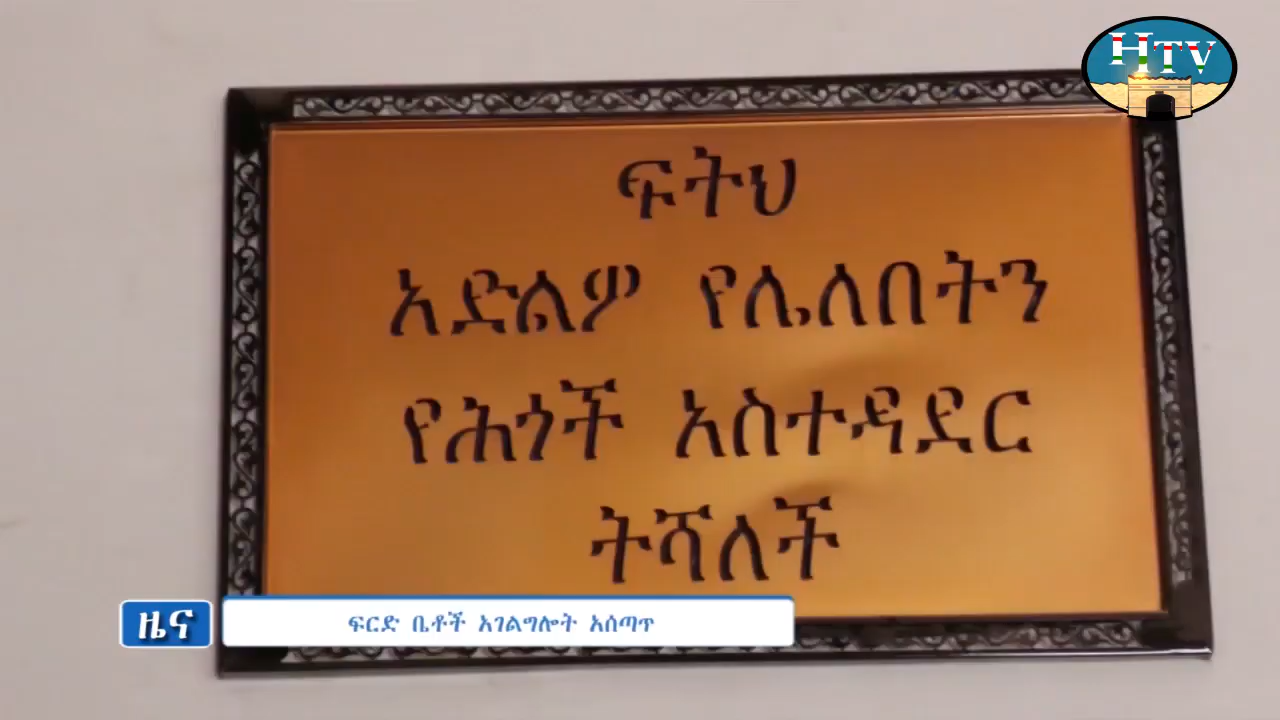 HTV
ፍትህ
አድልዎ የሌለበትን
የሕጎች አስተዳደር
ትሻለች
ዜና
ፍርድ ቤቶች አገልግሎት አሰጣጥ